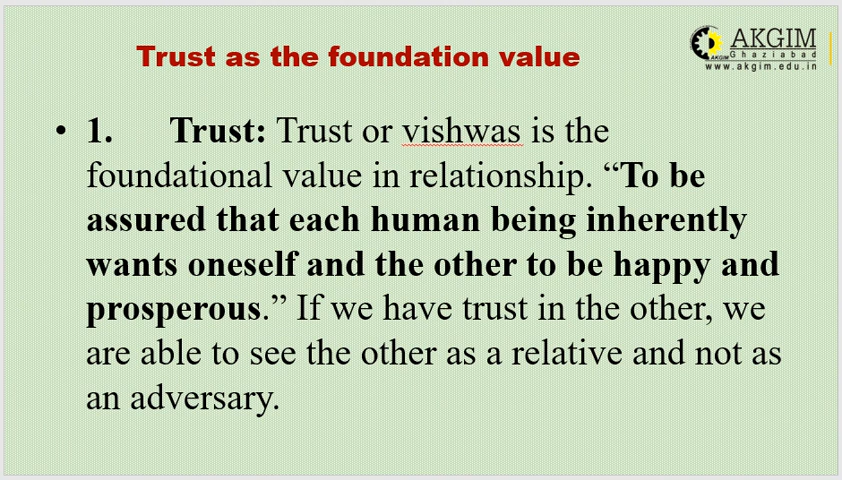 Trust as the foundation value
AKGIM
Ghaziabad
AKGIM
www.akgim.edu.in
• 1. Trust: Trust or vishwas is the
foundational value in relationship. “To be
assured that each human being inherently
wants oneself and the other to be happy and
prosperous.” If we have trust in the other, we
are able to see the other as a relative and not as
an adversary.